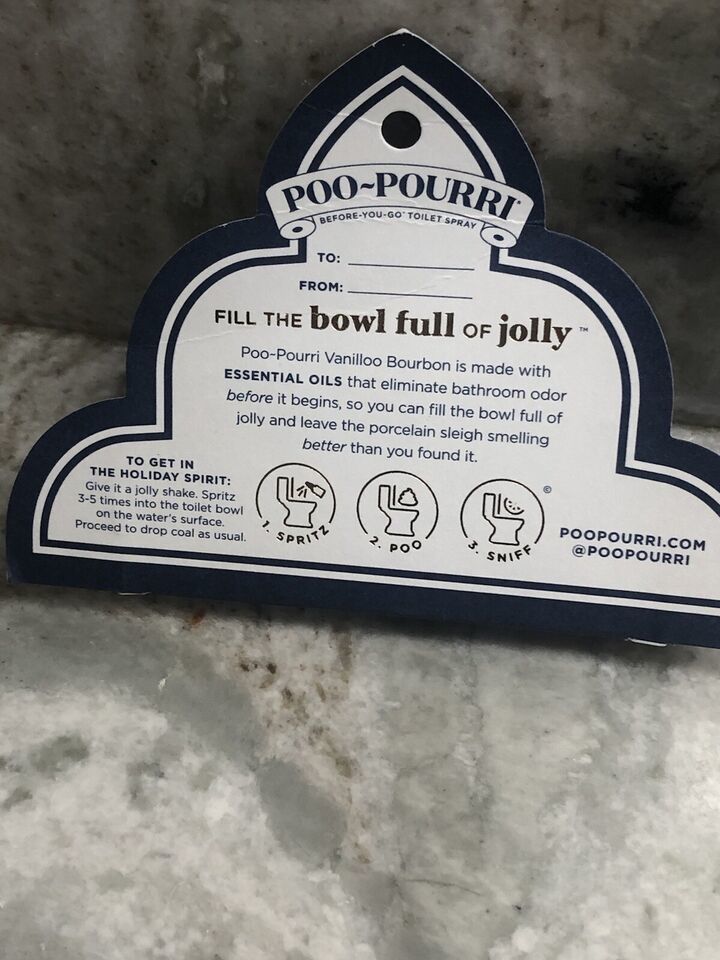 POO~POURRI
BEFORE-YOU-GO® TOILET SPRAY
TO:
FROM:
FILL THE bowl full OF jolly™
Poo~Pourri Vanilloo Bourbon is made with
ESSENTIAL OILS that eliminate bathroom odor
before it begins, so you can fill the bowl full of
jolly and leave the porcelain sleigh smelling
better than you found it.
TO GET IN
THE HOLIDAY SPIRIT:
Give it a jolly shake. Spritz
3-5 times into the toilet bowl
on the water's surface.
Proceed to drop coal as usual.
1. SPRITZ
2. POO
3. SNIFF
©
POOPOURRI.COM
@POOPOURRI